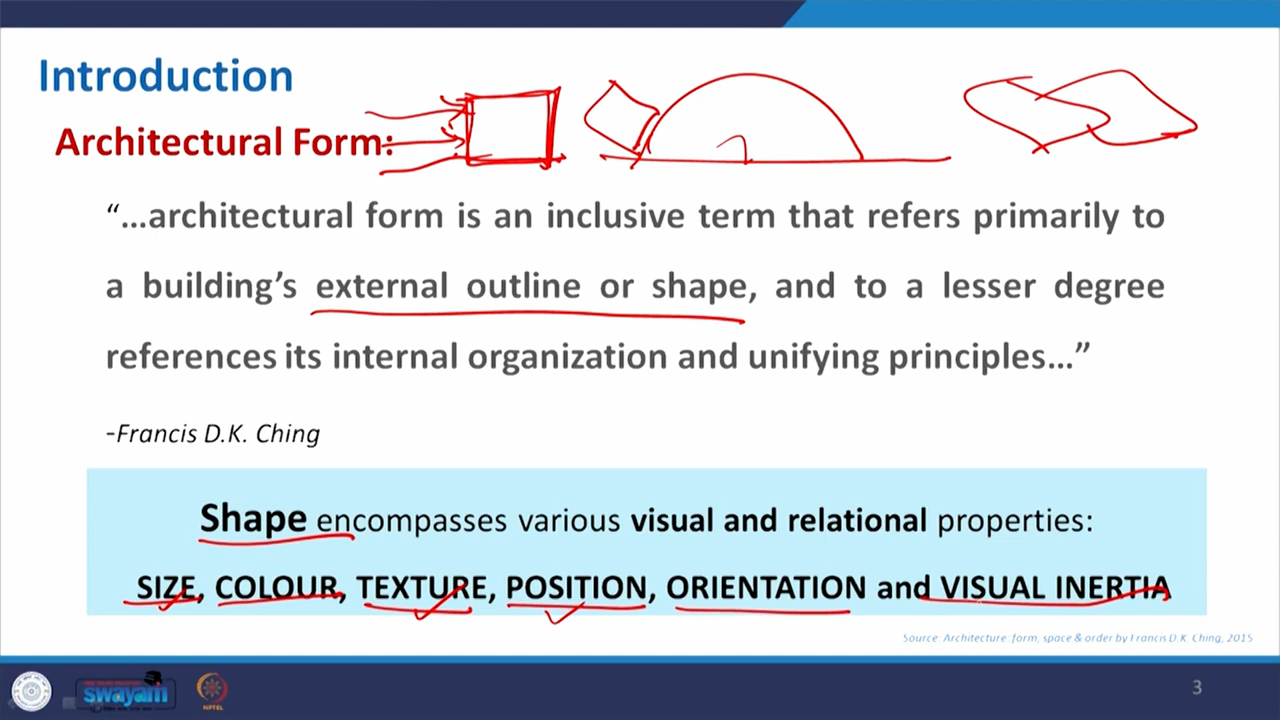 Introduction
Architectural Form:
“…architectural form is an inclusive term that refers primarily to
a building’s external outline or shape, and to a lesser degree
references its internal organization and unifying principles…”
-Francis D.K. Ching
Shape encompasses various visual and relational properties:
SIZE, COLOUR, TEXTURE, POSITION, ORIENTATION and VISUAL INERTIA
Source: Architecture: form, space & order by Francis D.K. Ching, 2015
swayam
NPTEL
3